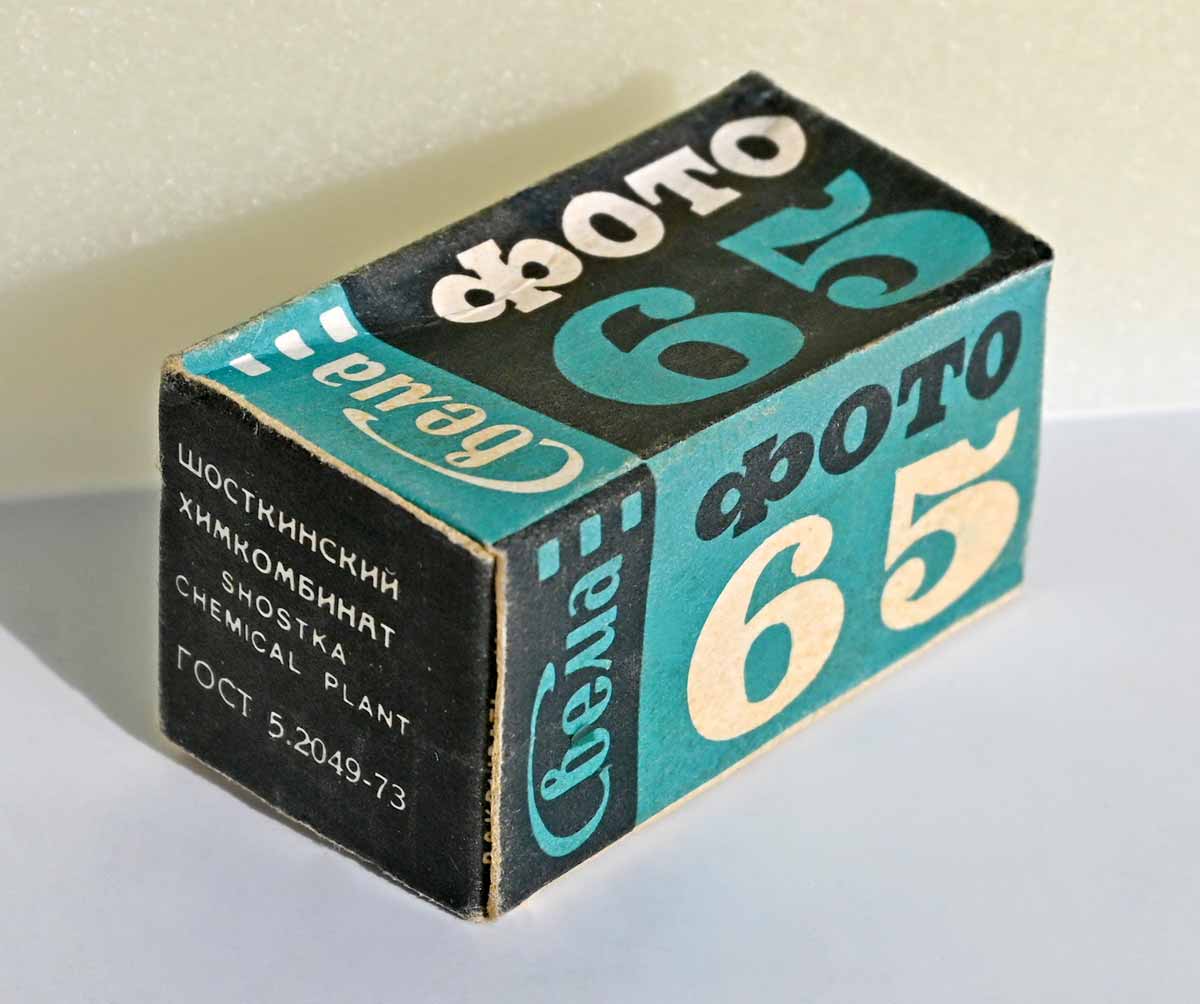 фото
65
Свема
фото
65
Свема
ШОСТКИНСКИЙ
ХИМКОМБИНАТ
SHOSTKA
CHEMICAL PLANT
ГОСТ 5.2049-73